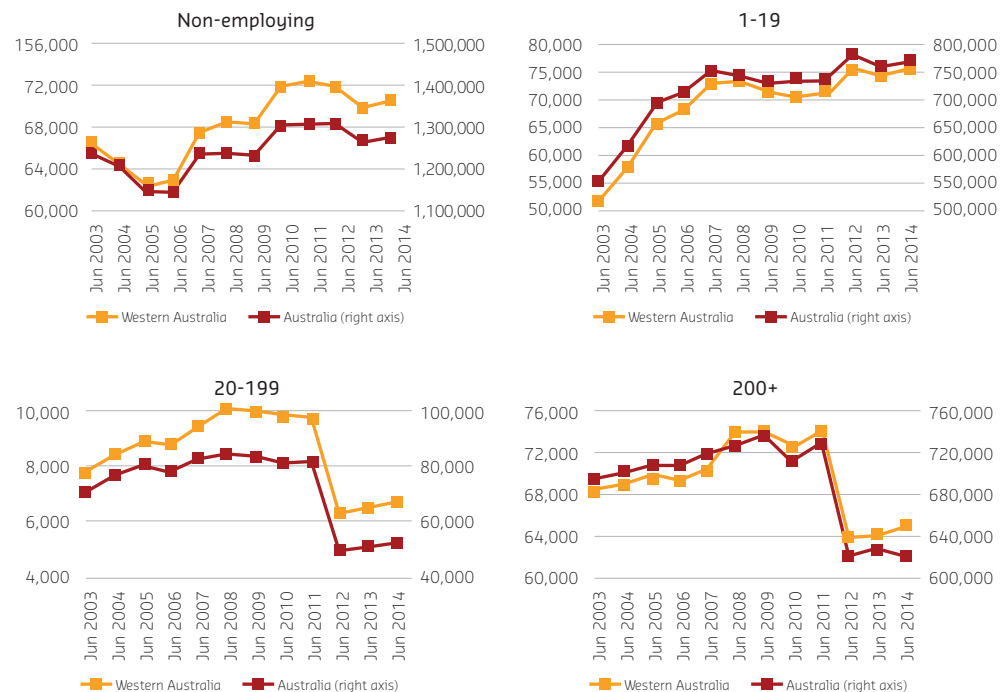 Non-employing
156,000
72,000
68,000
64,000
60,000
1,500,000
1,400,000
1,300,000
1,200,000
1,100,000
Jun 2003
Jun 2004
Jun 2005
Jun 2006
Jun 2007
Jun 2008
Jun 2009
Jun 2010
Jun 2011
Jun 2012
Jun 2013
Jun 2014
Western Australia
Australia (right axis)
1-19
80,000
75,000
70,000
65,000
60,000
55,000
50,000
800,000
750,000
700,000
650,000
600,000
550,000
500,000
Jun 2003
Jun 2004
Jun 2005
Jun 2006
Jun 2007
Jun 2008
Jun 2009
Jun 2010
Jun 2011
Jun 2012
Jun 2013
Jun 2014
Western Australia
Australia (right axis)
20-199
10,000
8,000
6,000
4,000
100,000
80,000
60,000
40,000
Jun 2003
Jun 2004
Jun 2005
Jun 2006
Jun 2007
Jun 2008
Jun 2009
Jun 2010
Jun 2011
Jun 2012
Jun 2013
Jun 2014
Western Australia
Australia (right axis)
200+
76,000
72,000
68,000
64,000
60,000
760,000
720,000
680,000
640,000
600,000
Jun 2003
Jun 2004
Jun 2005
Jun 2006
Jun 2007
Jun 2008
Jun 2009
Jun 2010
Jun 2011
Jun 2012
Jun 2013
Jun 2014
Western Australia
Australia (right axis)